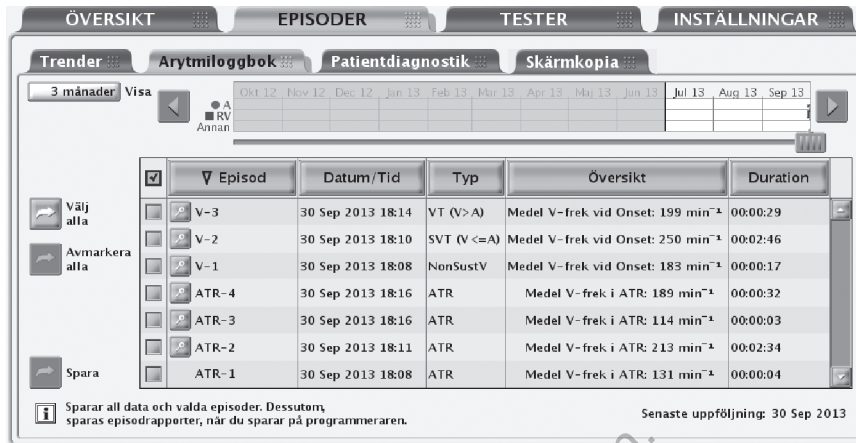 ÖVERSIKT EPISODER TESTER INSTÄLLNINGAR
Trender Arytmiloggbok Patientdiagnostik Skärmkopia
3 månader Visa
Okt 12 Nov 12 Dec 12 Jan 13 Feb 13 Mar 13 Apr 13 Maj 13 Jun 13 Jul 13 Aug 13 Sep 13
A
RV
Annan
i
Episod Datum/Tid Typ Översikt Duration
Välj alla
Avmarkera alla
Spara
V-3 30 Sep 2013 18:14 VT (V>A) Medel V-frek vid Onset: 199 min⁻¹ 00:00:29
V-2 30 Sep 2013 18:10 SVT (V<=A) Medel V-frek vid Onset: 250 min⁻¹ 00:02:46
V-1 30 Sep 2013 18:08 NonSustV Medel V-frek vid Onset: 183 min⁻¹ 00:00:17
ATR-4 30 Sep 2013 18:16 ATR Medel V-frek i ATR: 189 min⁻¹ 00:00:32
ATR-3 30 Sep 2013 18:16 ATR Medel V-frek i ATR: 114 min⁻¹ 00:00:03
ATR-2 30 Sep 2013 18:11 ATR Medel V-frek i ATR: 213 min⁻¹ 00:02:34
ATR-1 30 Sep 2013 18:08 ATR Medel V-frek i ATR: 131 min⁻¹ 00:00:04
i Sparar all data och valda episoder. Dessutom,
sparas episodrapporter, när du sparar på programmeraren.
Senaste uppföljning: 30 Sep 2013